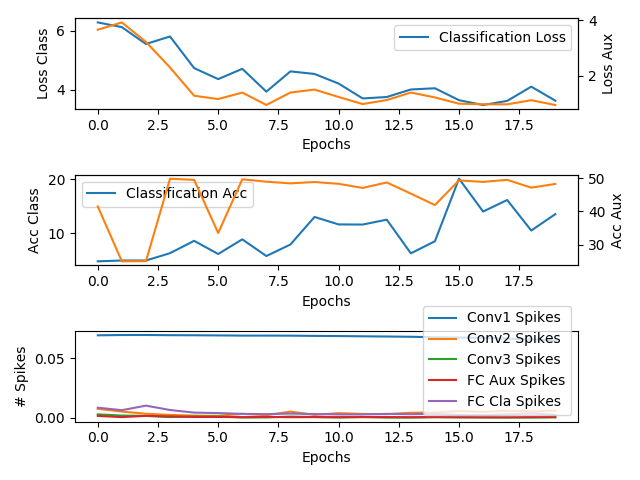 6
4
Loss Class
Classification Loss
4
2
Loss Aux
0.0 2.5 5.0 7.5 10.0 12.5 15.0 17.5
Epochs
20
10
Acc Class
Classification Acc
50
40
30
Acc Aux
0.0 2.5 5.0 7.5 10.0 12.5 15.0 17.5
Epochs
0.05
0.00
# Spikes
Conv1 Spikes
Conv2 Spikes
Conv3 Spikes
FC Aux Spikes
FC Cla Spikes
0.0 2.5 5.0 7.5 10.0 12.5 15.0 17.5
Epochs